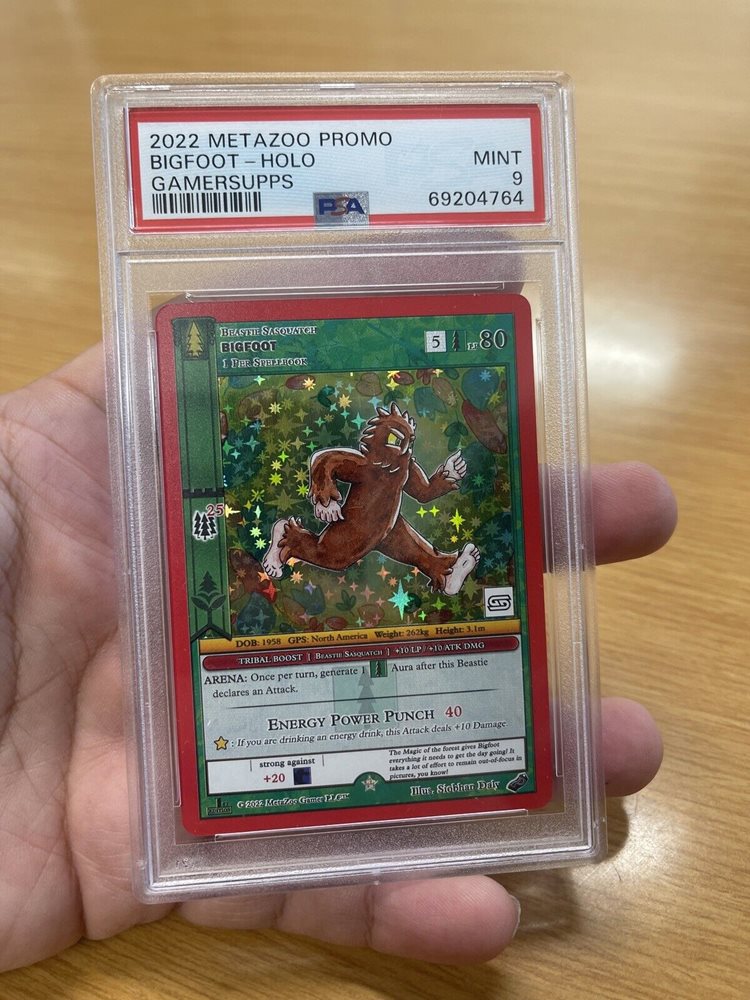 2022 METAZOO PROMO
BIGFOOT - HOLO MINT
GAMERSUPPS 9
PSA 69204764
BEASTIE SASQUATCH
BIGFOOT 5 LP 80
1 PER SPELLBOOK
25
DOB: 1958 GPS: North America Weight: 262kg Height: 3.1m
TRIBAL BOOST | BEASTIE SASQUATCH | +10 LP / +10 ATK DMG
ARENA: Once per turn, generate 1 Aura after this Beastie
declares an Attack.
ENERGY POWER PUNCH 40
: If you are drinking an energy drink, this Attack deals +10 Damage.
strong against
+20
The Magic of the forest gives Bigfoot
everything it needs to get the day going! It
takes a lot of effort to remain out-of-focus in
pictures, you know!
© 2022 MetaZoo Games LLC™ Illus. Siobhan Daly